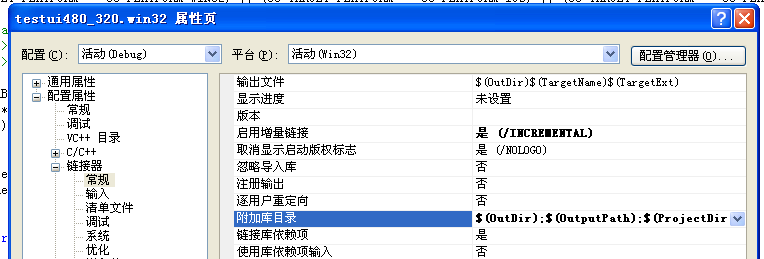 testui480_320.win32 属性页
配置(C): 活动(Debug) 平台(P): 活动(Win32) 配置管理器(O)...
通用属性
配置属性
常规
调试
VC++ 目录
C/C++
链接器
常规
输入
清单文件
调试
系统
优化
输出文件 $(OutDir)$(TargetName)$(TargetExt)
显示进度 未设置
版本
启用增量链接 是 (/INCREMENTAL)
取消显示启动版权标志 是 (/NOLOGO)
忽略导入库 否
注册输出 否
逐用户重定向 否
附加库目录 $(OutDir);$(OutputPath);$(ProjectDir
链接库依赖项 是
使用库依赖项输入 否